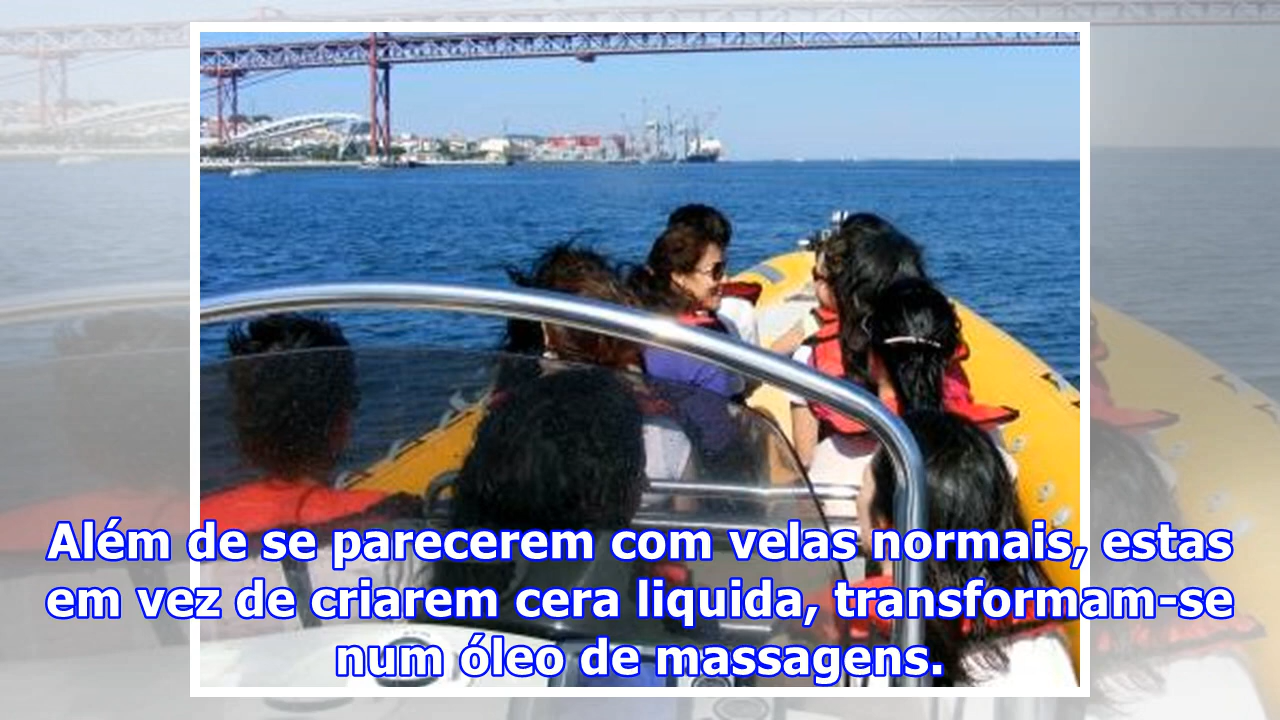 Além de se parecerem com velas normais, estas
em vez de criarem cera liquida, transformam-se
num óleo de massagens.